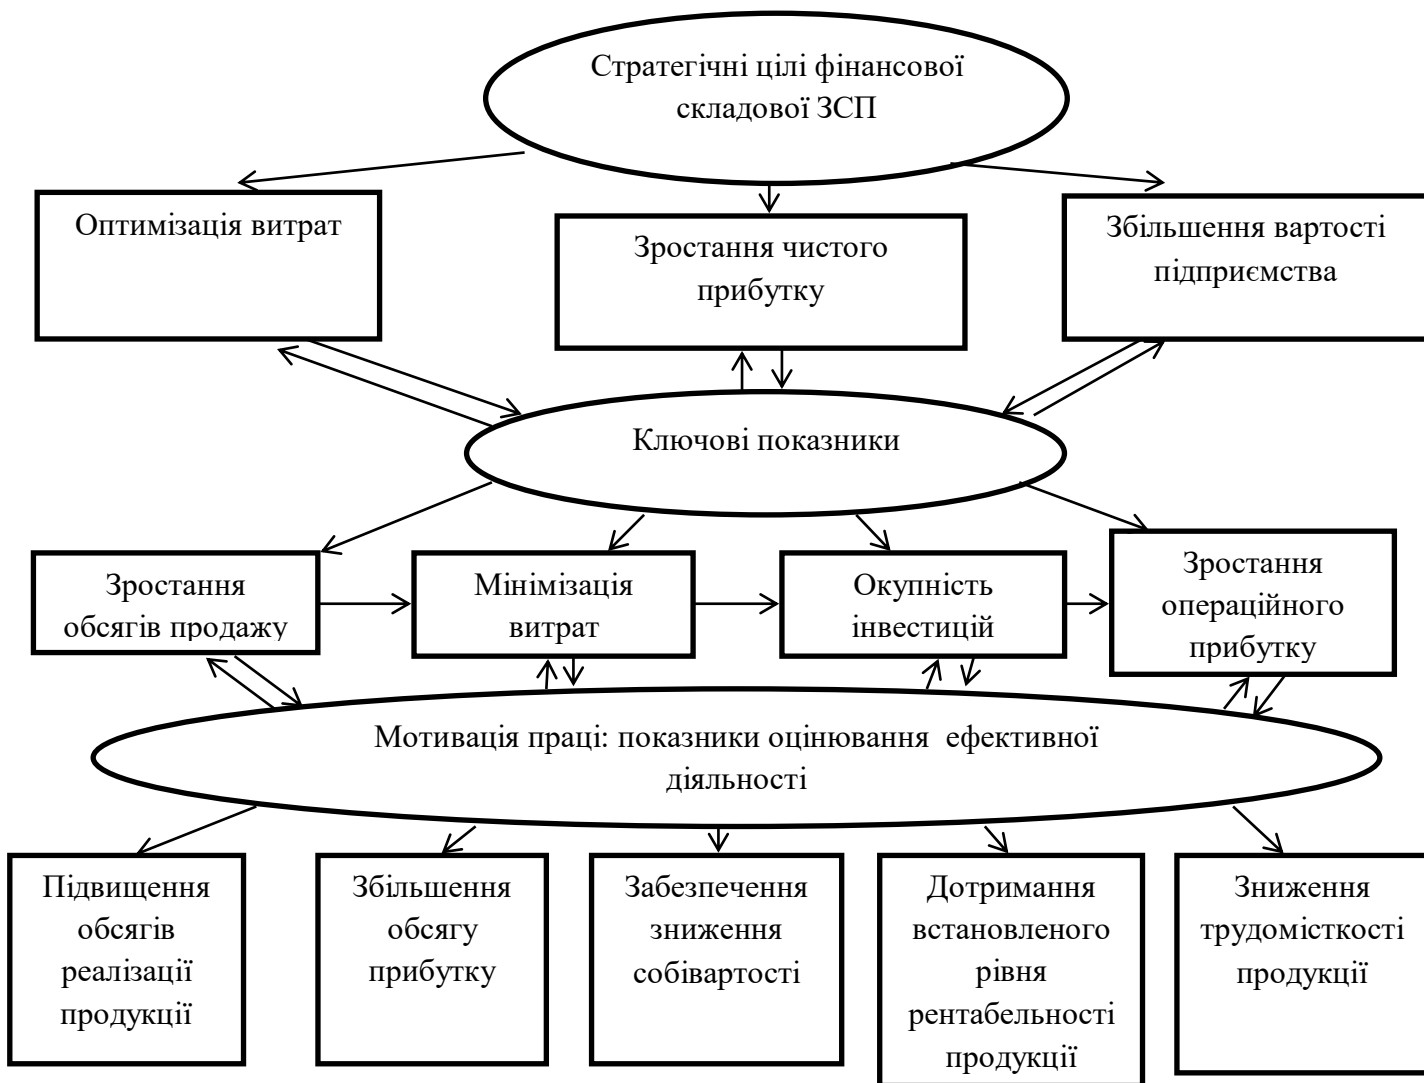 Стратегічні цілі фінансової
складової ЗСП
Оптимізація витрат
Зростання чистого
прибутку
Збільшення вартості
підприємства
Ключові показники
Зростання
обсягів продажу
Мінімізація
витрат
Окупність
інвестицій
Зростання
операційного
прибутку
Мотивація праці: показники оцінювання ефективної
діяльності
Підвищення
обсягів
реалізації
продукції
Збільшення
обсягу
прибутку
Забезпечення
зниження
собівартості
Дотримання
встановленого
рівня
рентабельності
продукції
Зниження
трудомісткості
продукції